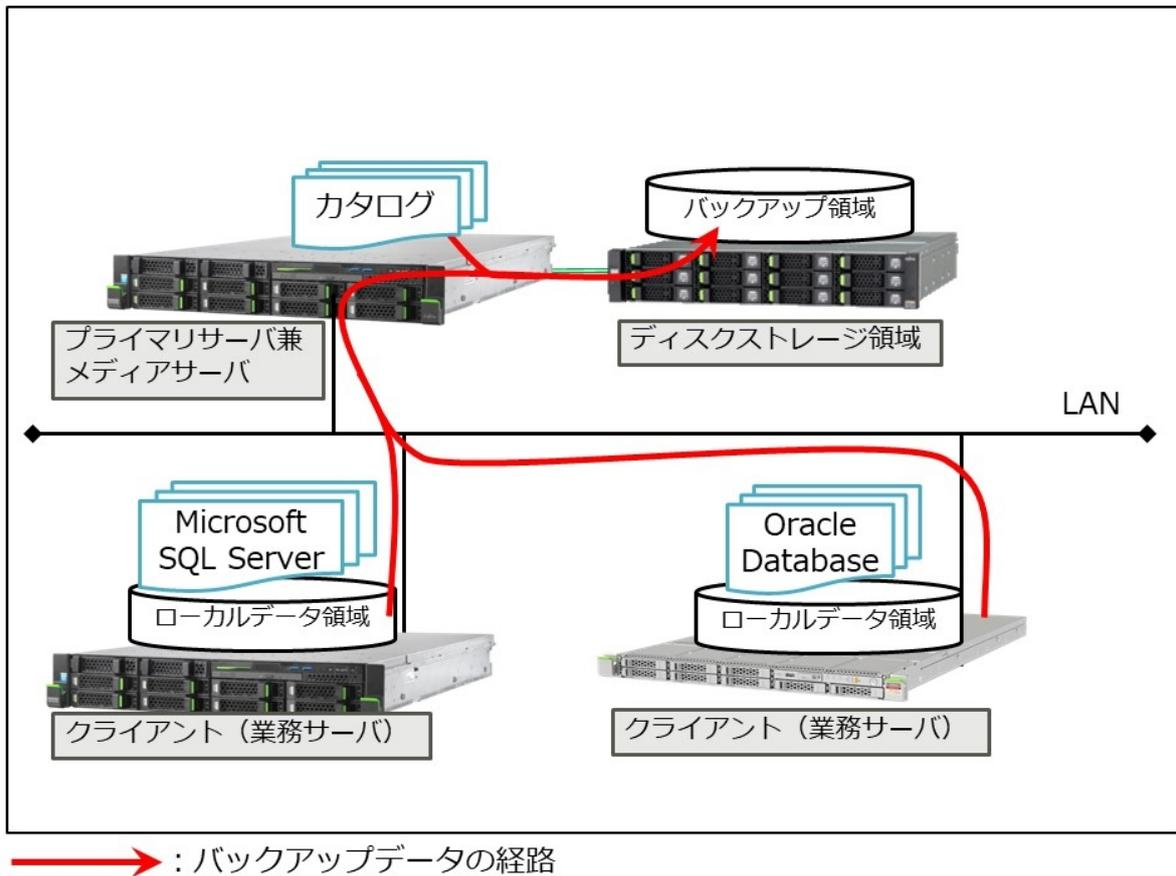 カタログ
バックアップ領域
プライマリサーバ兼
メディアサーバ
ディスクストレージ領域
LAN
Microsoft
SQL Server
ローカルデータ領域
Oracle
Database
ローカルデータ領域
クライアント（業務サーバ）
クライアント（業務サーバ）
：バックアップデータの経路